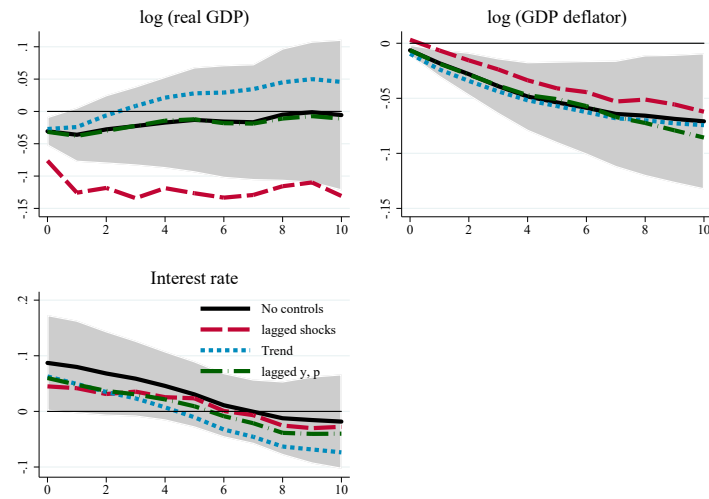 log (real GDP)
.1
.05
0
-.05
-.1
-.15
0 2 4 6 8 10
log (GDP deflator)
0
-.05
-.1
-.15
0 2 4 6 8 10
Interest rate
.2
.1
0
-.1
0 2 4 6 8 10
No controls
lagged shocks
Trend
lagged y, p